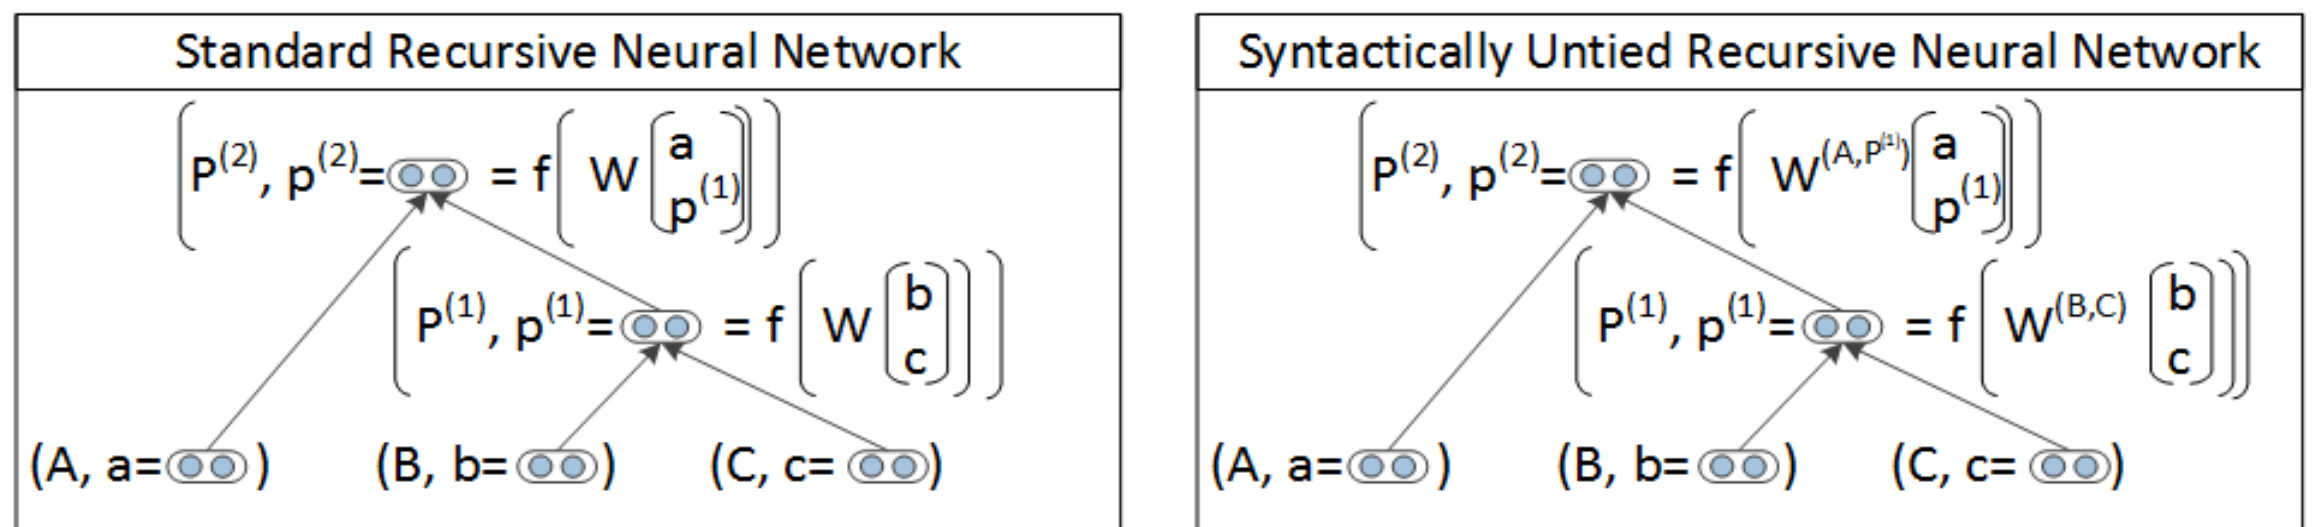 Standard Recursive Neural Network
P(2), p(2)= = f( W [a p(1)] )
P(1), p(1)= = f( W [b c] )
(A, a= ) (B, b= ) (C, c= )
Syntactically Untied Recursive Neural Network
P(2), p(2)= = f( W(A,P(1)) [a p(1)] )
P(1), p(1)= = f( W(B,C) [b c] )
(A, a= ) (B, b= ) (C, c= )